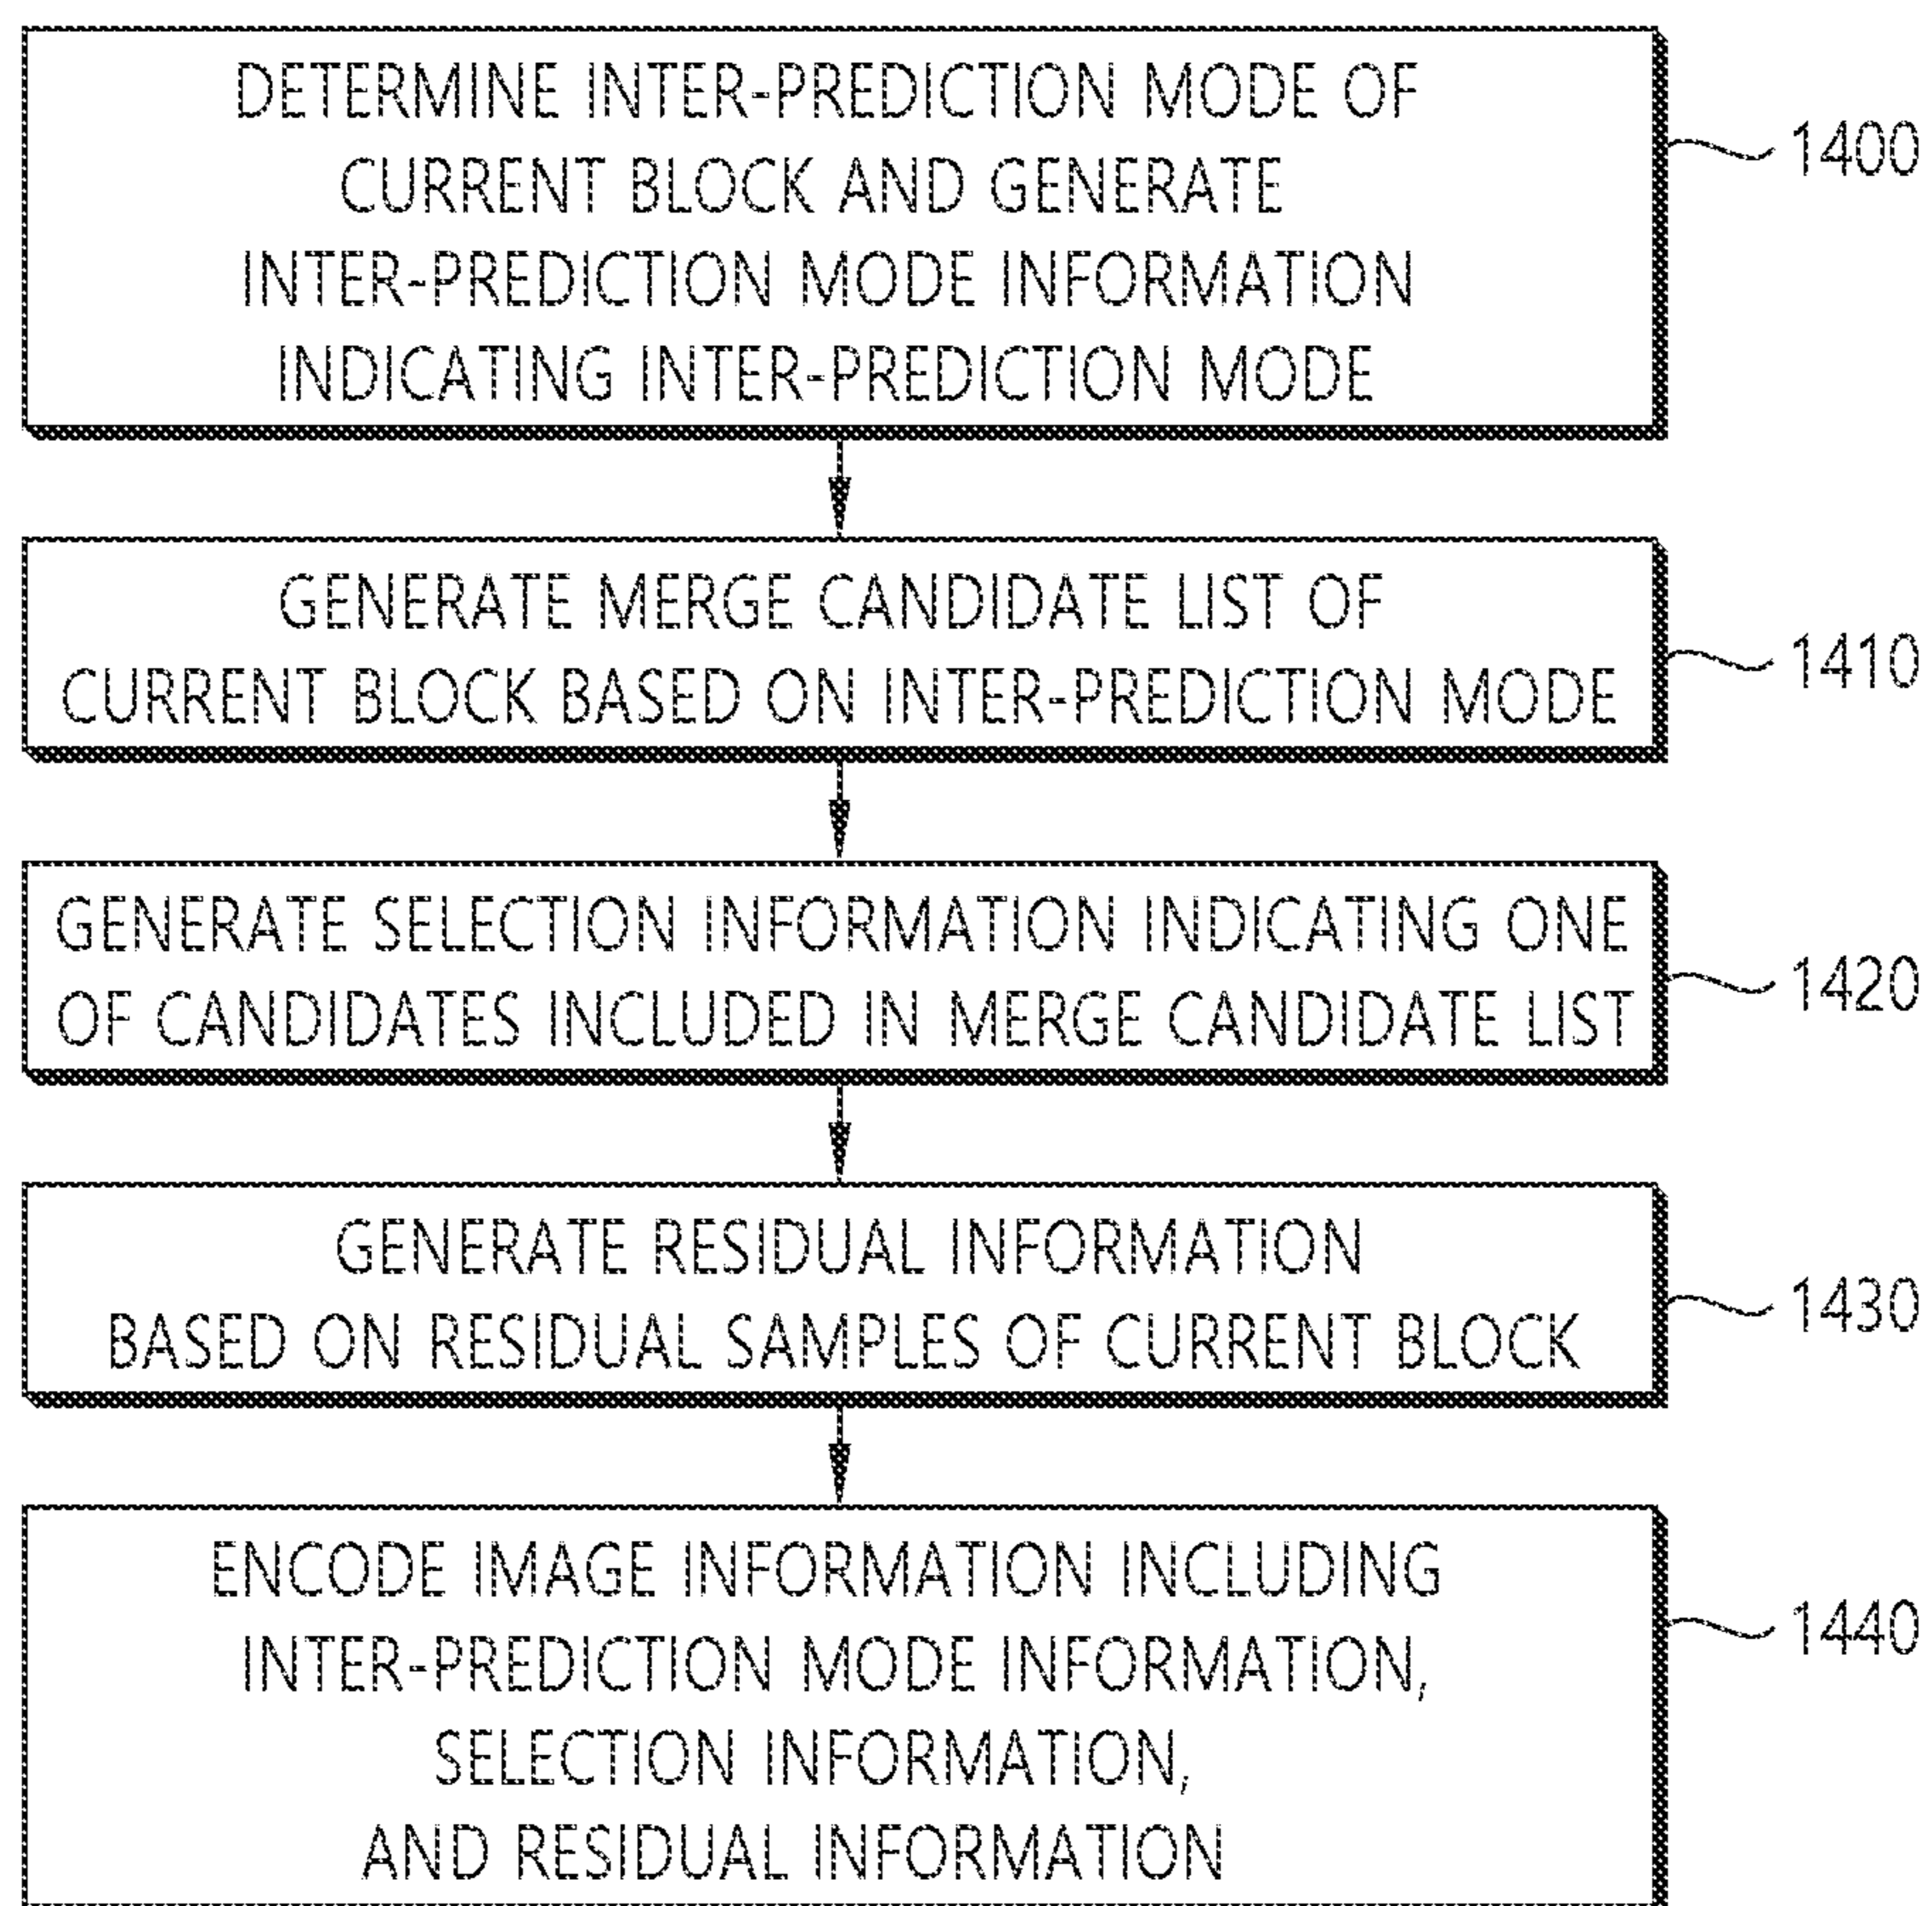 DETERMINE INTER-PREDICTION MODE OF
CURRENT BLOCK AND GENERATE
INTER-PREDICTION MODE INFORMATION
INDICATING INTER-PREDICTION MODE
1400
GENERATE MERGE CANDIDATE LIST OF
CURRENT BLOCK BASED ON INTER-PREDICTION MODE
1410
GENERATE SELECTION INFORMATION INDICATING ONE
OF CANDIDATES INCLUDED IN MERGE CANDIDATE LIST
1420
GENERATE RESIDUAL INFORMATION
BASED ON RESIDUAL SAMPLES OF CURRENT BLOCK
1430
ENCODE IMAGE INFORMATION INCLUDING
INTER-PREDICTION MODE INFORMATION,
SELECTION INFORMATION,
AND RESIDUAL INFORMATION
1440